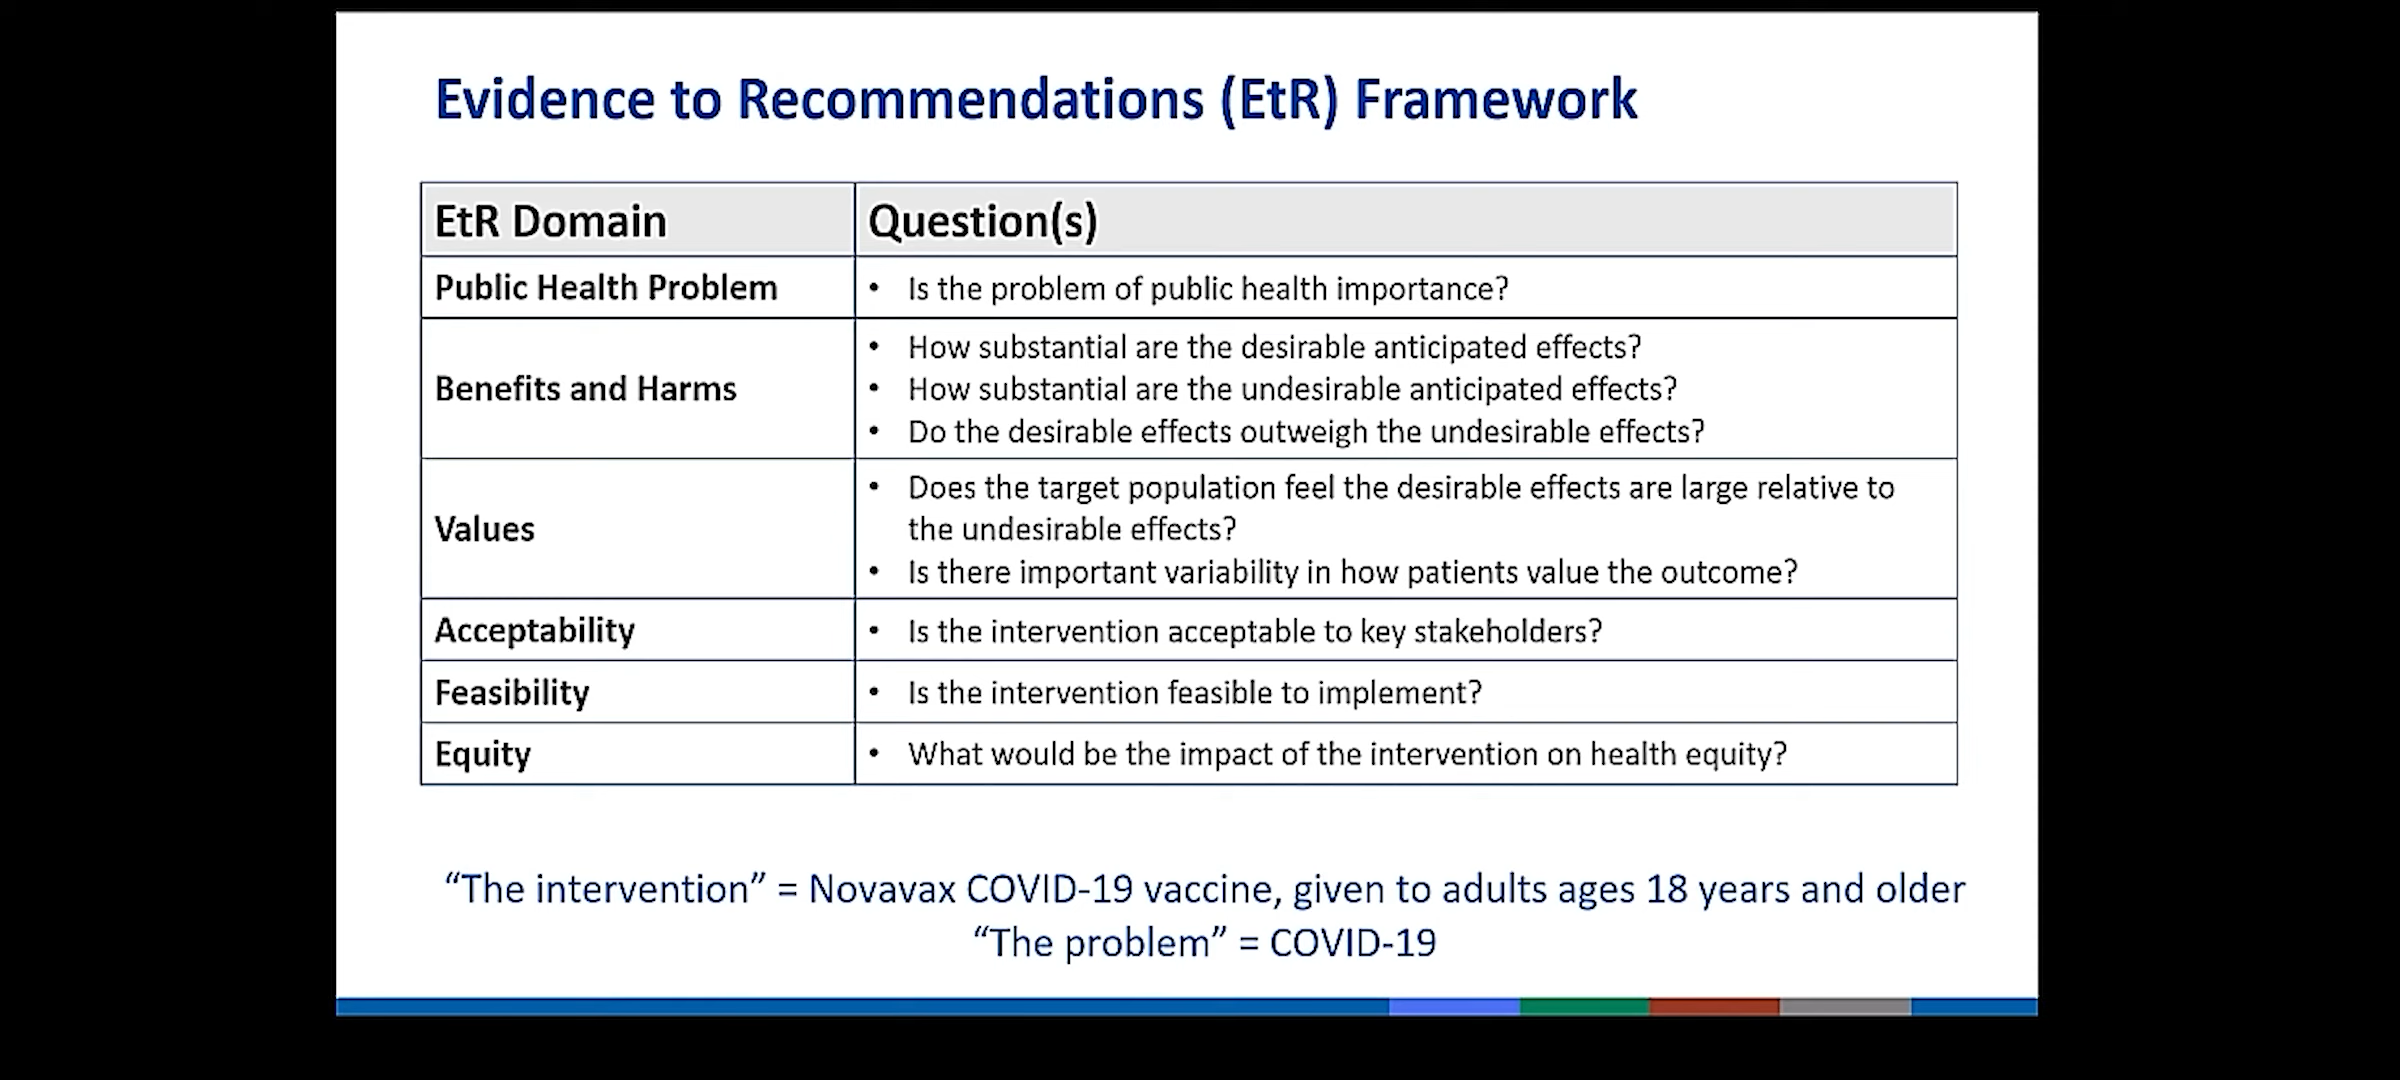 Evidence to Recommendations (EtR) Framework
EtR Domain
Question(s)
Public Health Problem
• Is the problem of public health importance?
Benefits and Harms
• How substantial are the desirable anticipated effects?
• How substantial are the undesirable anticipated effects?
• Do the desirable effects outweigh the undesirable effects?
Values
• Does the target population feel the desirable effects are large relative to
the undesirable effects?
• Is there important variability in how patients value the outcome?
Acceptability
• Is the intervention acceptable to key stakeholders?
Feasibility
• Is the intervention feasible to implement?
Equity
• What would be the impact of the intervention on health equity?
“The intervention” = Novavax COVID-19 vaccine, given to adults ages 18 years and older
“The problem” = COVID-19